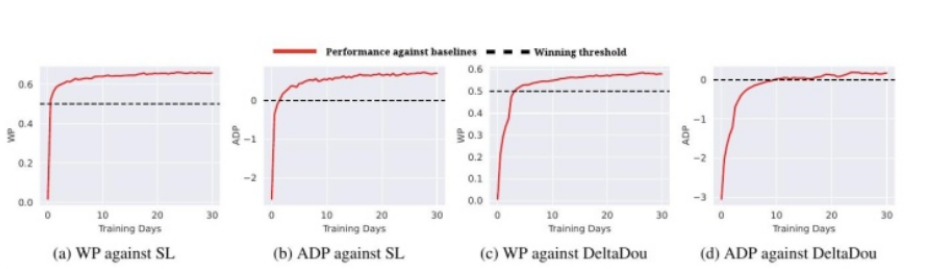 Performance against baselines Winning threshold
WP
0.6
0.4
0.2
0.0
0 10 20 30
Training Days
(a) WP against SL
ADP
0
−1
−2
0 10 20 30
Training Days
(b) ADP against SL
WP
0.6
0.5
0.4
0.3
0.2
0.1
0.0
0 10 20 30
Training Days
(c) WP against DeltaDou
ADP
0
−1
−2
−3
0 10 20 30
Training Days
(d) ADP against DeltaDou